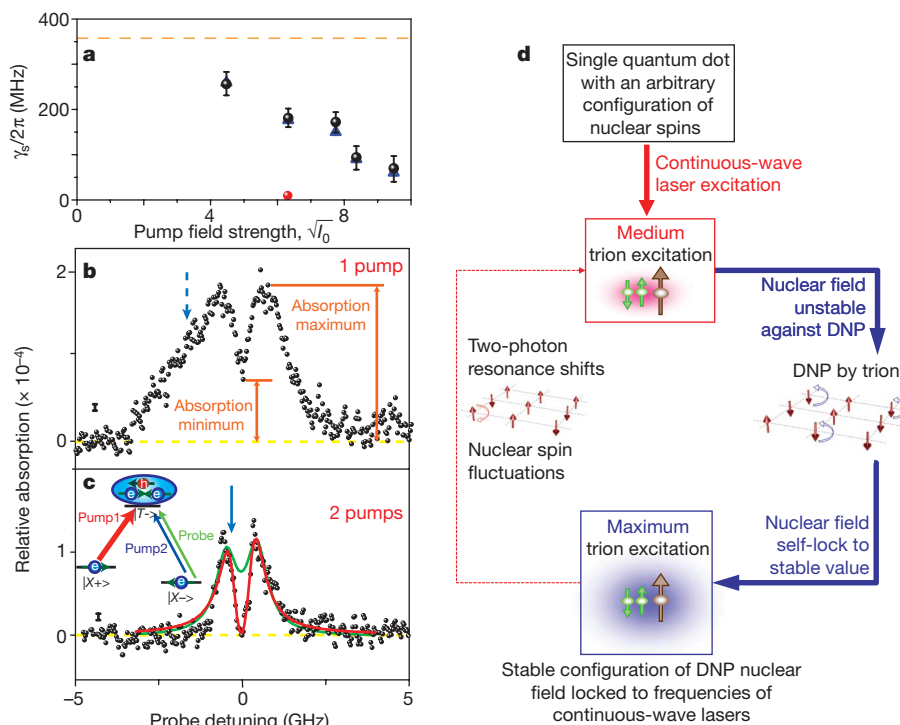 a
400
200
0
γs/2π (MHz)
0
4
8
Pump field strength, √I0
b
1 pump
2
1
0
Absorption
maximum
Absorption
minimum
Relative absorption (× 10⁻⁴)
c
2 pumps
h
e
e
|T–>
Pump1
Pump2
Probe
e
|X+>
e
|X–>
1
0
–5
0
5
Probe detuning (GHz)
d
Single quantum dot
with an arbitrary
configuration of
nuclear spins
Continuous-wave
laser excitation
Medium
trion excitation
Nuclear field
unstable
against DNP
Two-photon
resonance shifts
DNP by trion
Nuclear spin
fluctuations
Maximum
trion excitation
Nuclear field
self-lock to
stable value
Stable configuration of DNP nuclear
field locked to frequencies of
continuous-wave lasers